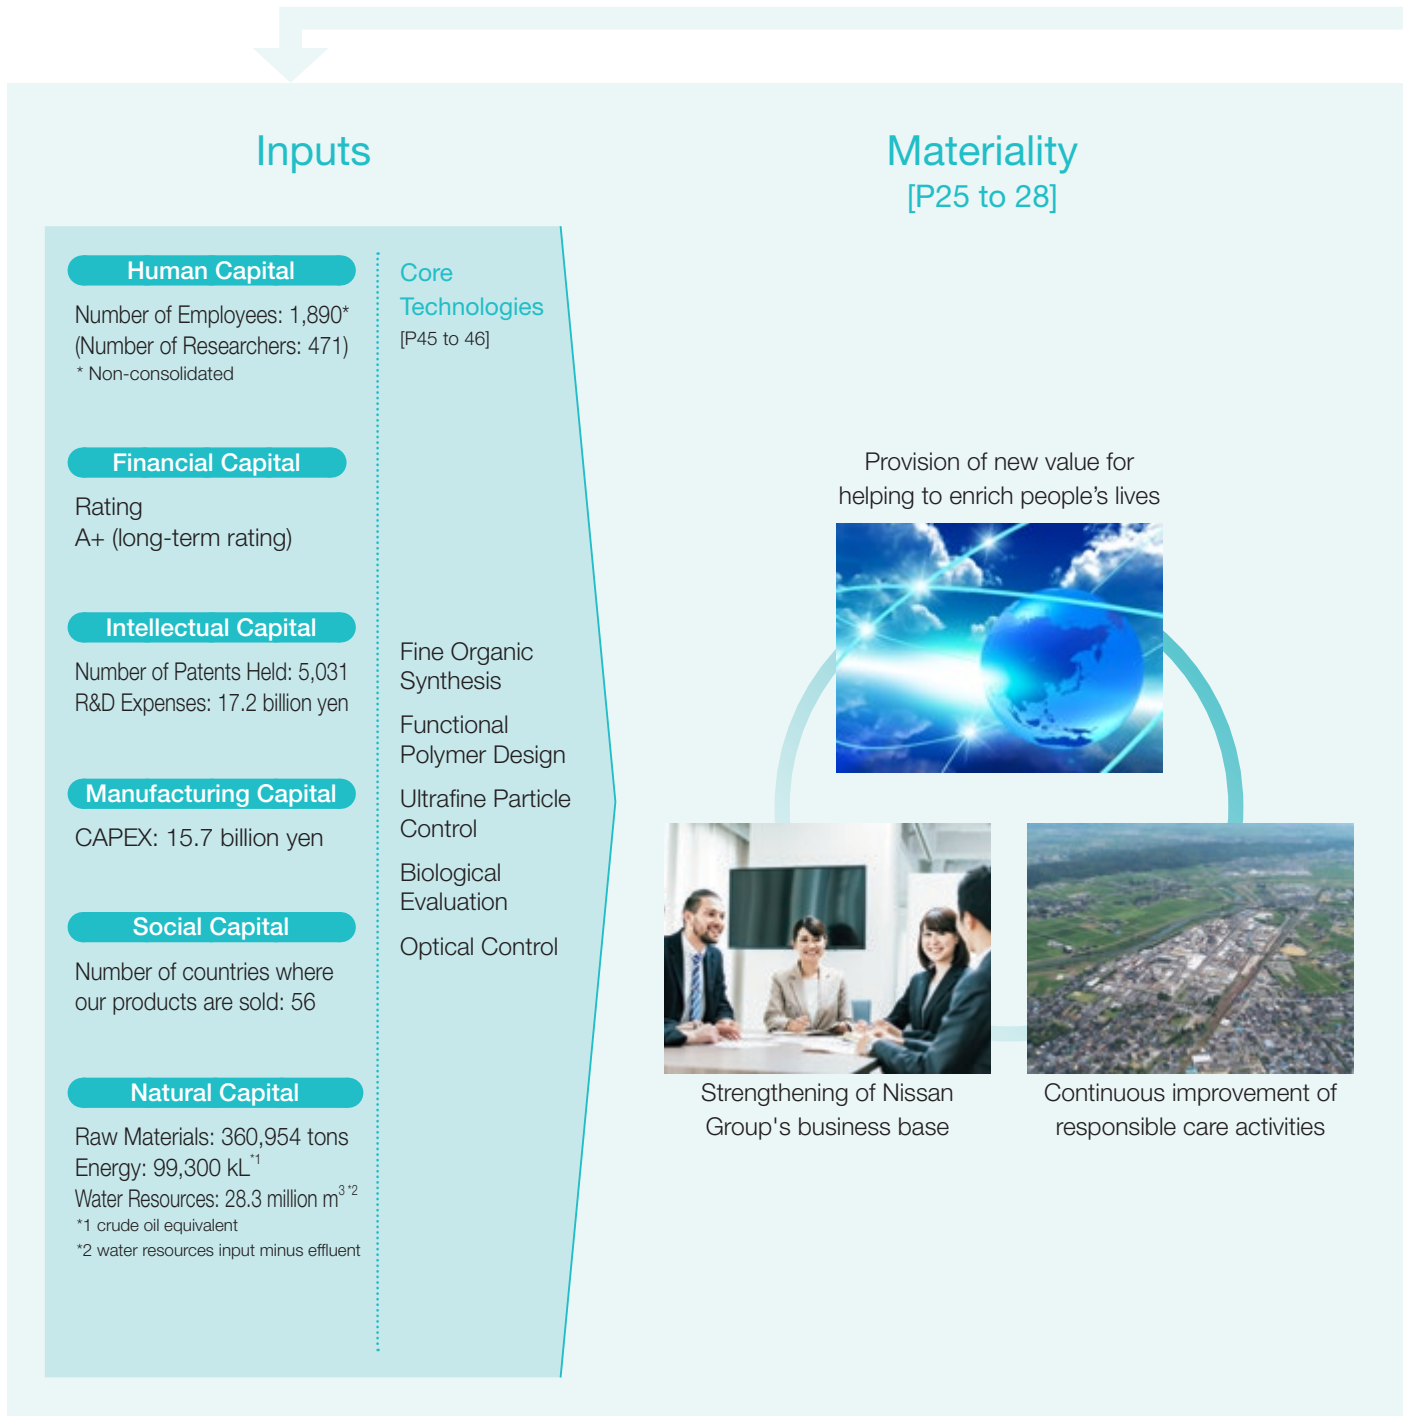 Inputs
Human Capital
Number of Employees: 1,890*
(Number of Researchers: 471)
* Non-consolidated
Financial Capital
Rating
A+ (long-term rating)
Intellectual Capital
Number of Patents Held: 5,031
R&D Expenses: 17.2 billion yen
Manufacturing Capital
CAPEX: 15.7 billion yen
Social Capital
Number of countries where
our products are sold: 56
Natural Capital
Raw Materials: 360,954 tons
Energy: 99,300 kL*1
Water Resources: 28.3 million m3 *2
*1 crude oil equivalent
*2 water resources input minus effluent
Core
Technologies
[P45 to 46]
Fine Organic
Synthesis
Functional
Polymer Design
Ultrafine Particle
Control
Biological
Evaluation
Optical Control
Materiality
[P25 to 28]
Provision of new value for
helping to enrich people’s lives
Strengthening of Nissan
Group's business base
Continuous improvement of
responsible care activities